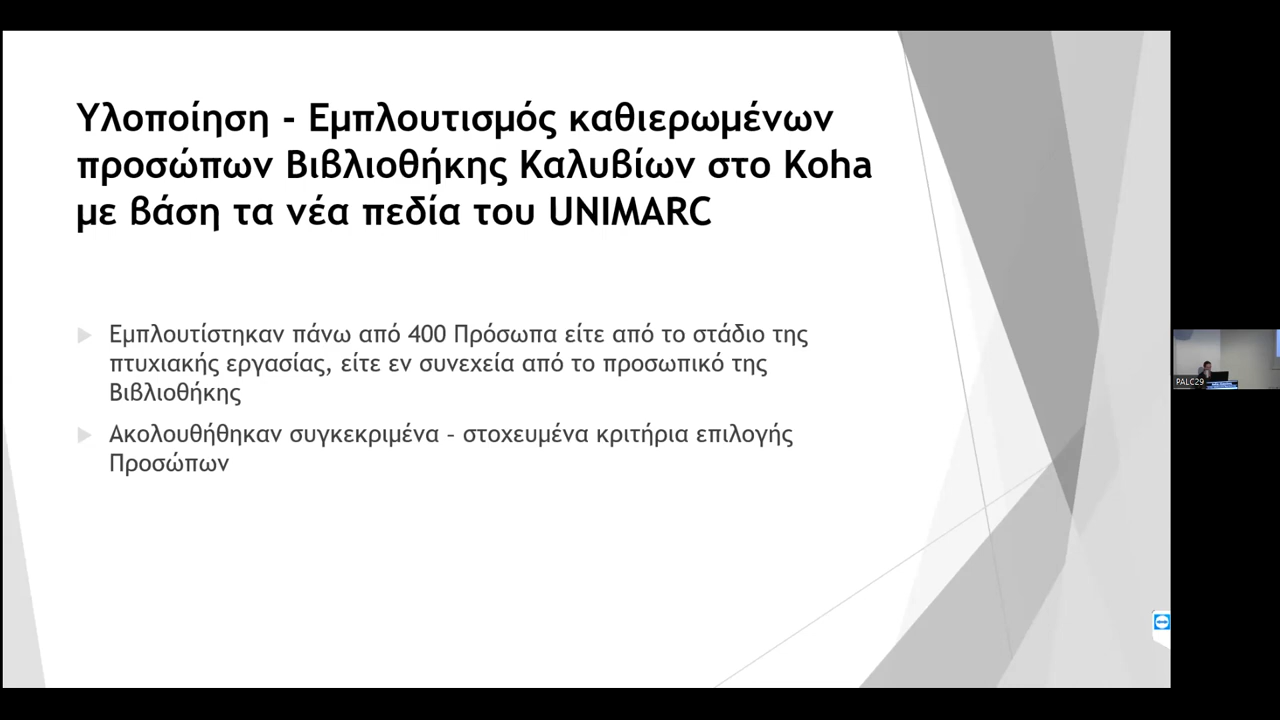 Υλοποίηση - Εμπλουτισμός καθιερωμένων
προσώπων Βιβλιοθήκης Καλυβίων στο Koha
με βάση τα νέα πεδία του UNIMARC
Εμπλουτίστηκαν πάνω από 400 Πρόσωπα είτε από το στάδιο της
πτυχιακής εργασίας, είτε εν συνεχεία από το προσωπικό της
Βιβλιοθήκης
Ακολουθήθηκαν συγκεκριμένα – στοχευμένα κριτήρια επιλογής
Προσώπων
PALC29